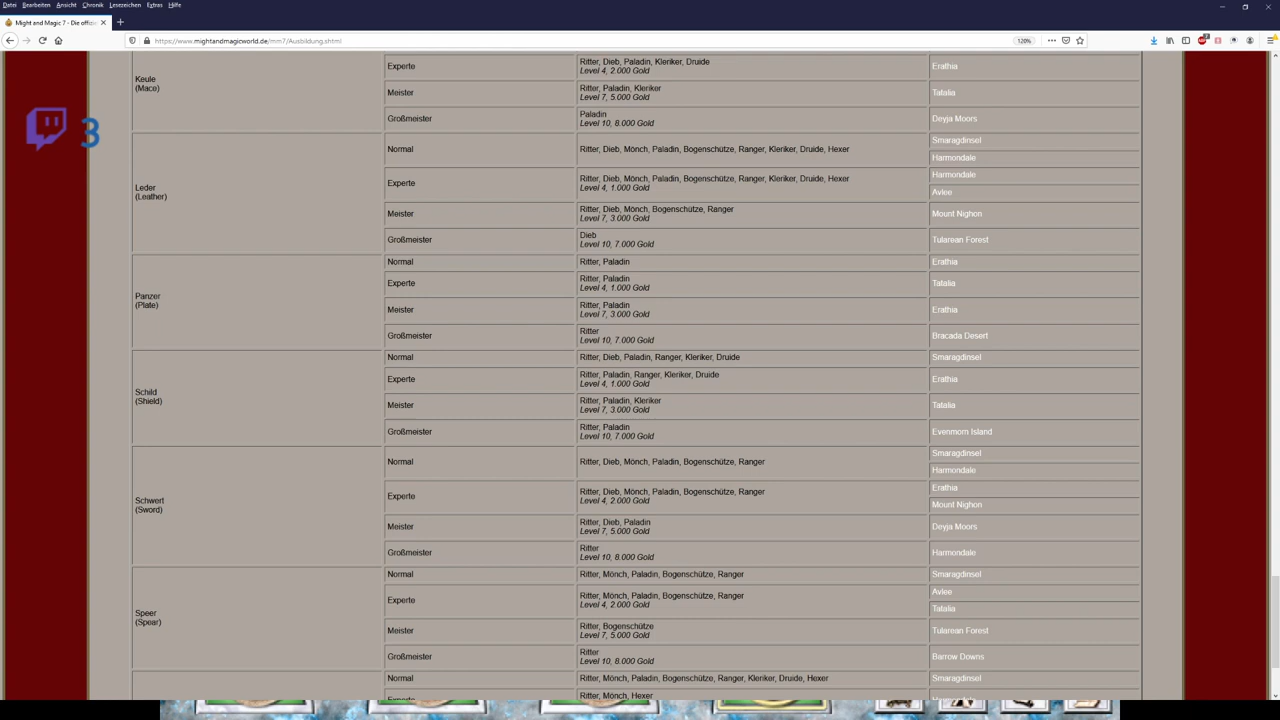 Datei Bearbeiten Ansicht Chronik Lesezeichen Extras Hilfe
Might and Magic 7 - Die offizie
https://www.mightandmagicworld.de/mm7/Ausbildung.shtml
120%
3
Keule
(Mace)
Experte
Ritter, Dieb, Paladin, Kleriker, Druide
Level 4, 2.000 Gold
Erathia
Meister
Ritter, Paladin, Kleriker
Level 7, 5.000 Gold
Tatalia
Großmeister
Paladin
Level 10, 8.000 Gold
Deyja Moors
Leder
(Leather)
Normal
Ritter, Dieb, Mönch, Paladin, Bogenschütze, Ranger, Kleriker, Druide, Hexer
Smaragdinsel
Harmondale
Experte
Ritter, Dieb, Mönch, Paladin, Bogenschütze, Ranger, Kleriker, Druide, Hexer
Level 4, 1.000 Gold
Harmondale
Avlee
Meister
Ritter, Dieb, Mönch, Bogenschütze, Ranger
Level 7, 3.000 Gold
Mount Nighon
Großmeister
Dieb
Level 10, 7.000 Gold
Tularean Forest
Panzer
(Plate)
Normal
Ritter, Paladin
Erathia
Experte
Ritter, Paladin
Level 4, 1.000 Gold
Tatalia
Meister
Ritter, Paladin
Level 7, 3.000 Gold
Erathia
Großmeister
Ritter
Level 10, 7.000 Gold
Bracada Desert
Schild
(Shield)
Normal
Ritter, Dieb, Paladin, Ranger, Kleriker, Druide
Smaragdinsel
Experte
Ritter, Paladin, Ranger, Kleriker, Druide
Level 4, 1.000 Gold
Erathia
Meister
Ritter, Paladin, Kleriker
Level 7, 3.000 Gold
Tatalia
Großmeister
Ritter, Paladin
Level 10, 7.000 Gold
Evenmorn Island
Schwert
(Sword)
Normal
Ritter, Dieb, Mönch, Paladin, Bogenschütze, Ranger
Smaragdinsel
Harmondale
Experte
Ritter, Dieb, Mönch, Paladin, Bogenschütze, Ranger
Level 4, 2.000 Gold
Erathia
Mount Nighon
Meister
Ritter, Dieb, Paladin
Level 7, 5.000 Gold
Deyja Moors
Großmeister
Ritter
Level 10, 8.000 Gold
Harmondale
Speer
(Spear)
Normal
Ritter, Mönch, Paladin, Bogenschütze, Ranger
Smaragdinsel
Experte
Ritter, Mönch, Paladin, Bogenschütze, Ranger
Level 4, 2.000 Gold
Avlee
Tatalia
Meister
Ritter, Bogenschütze
Level 7, 5.000 Gold
Tularean Forest
Großmeister
Ritter
Level 10, 8.000 Gold
Barrow Downs
Normal
Ritter, Mönch, Paladin, Bogenschütze, Ranger, Kleriker, Druide, Hexer
Smaragdinsel
Experte
Ritter, Mönch, Hexer
Harmondale